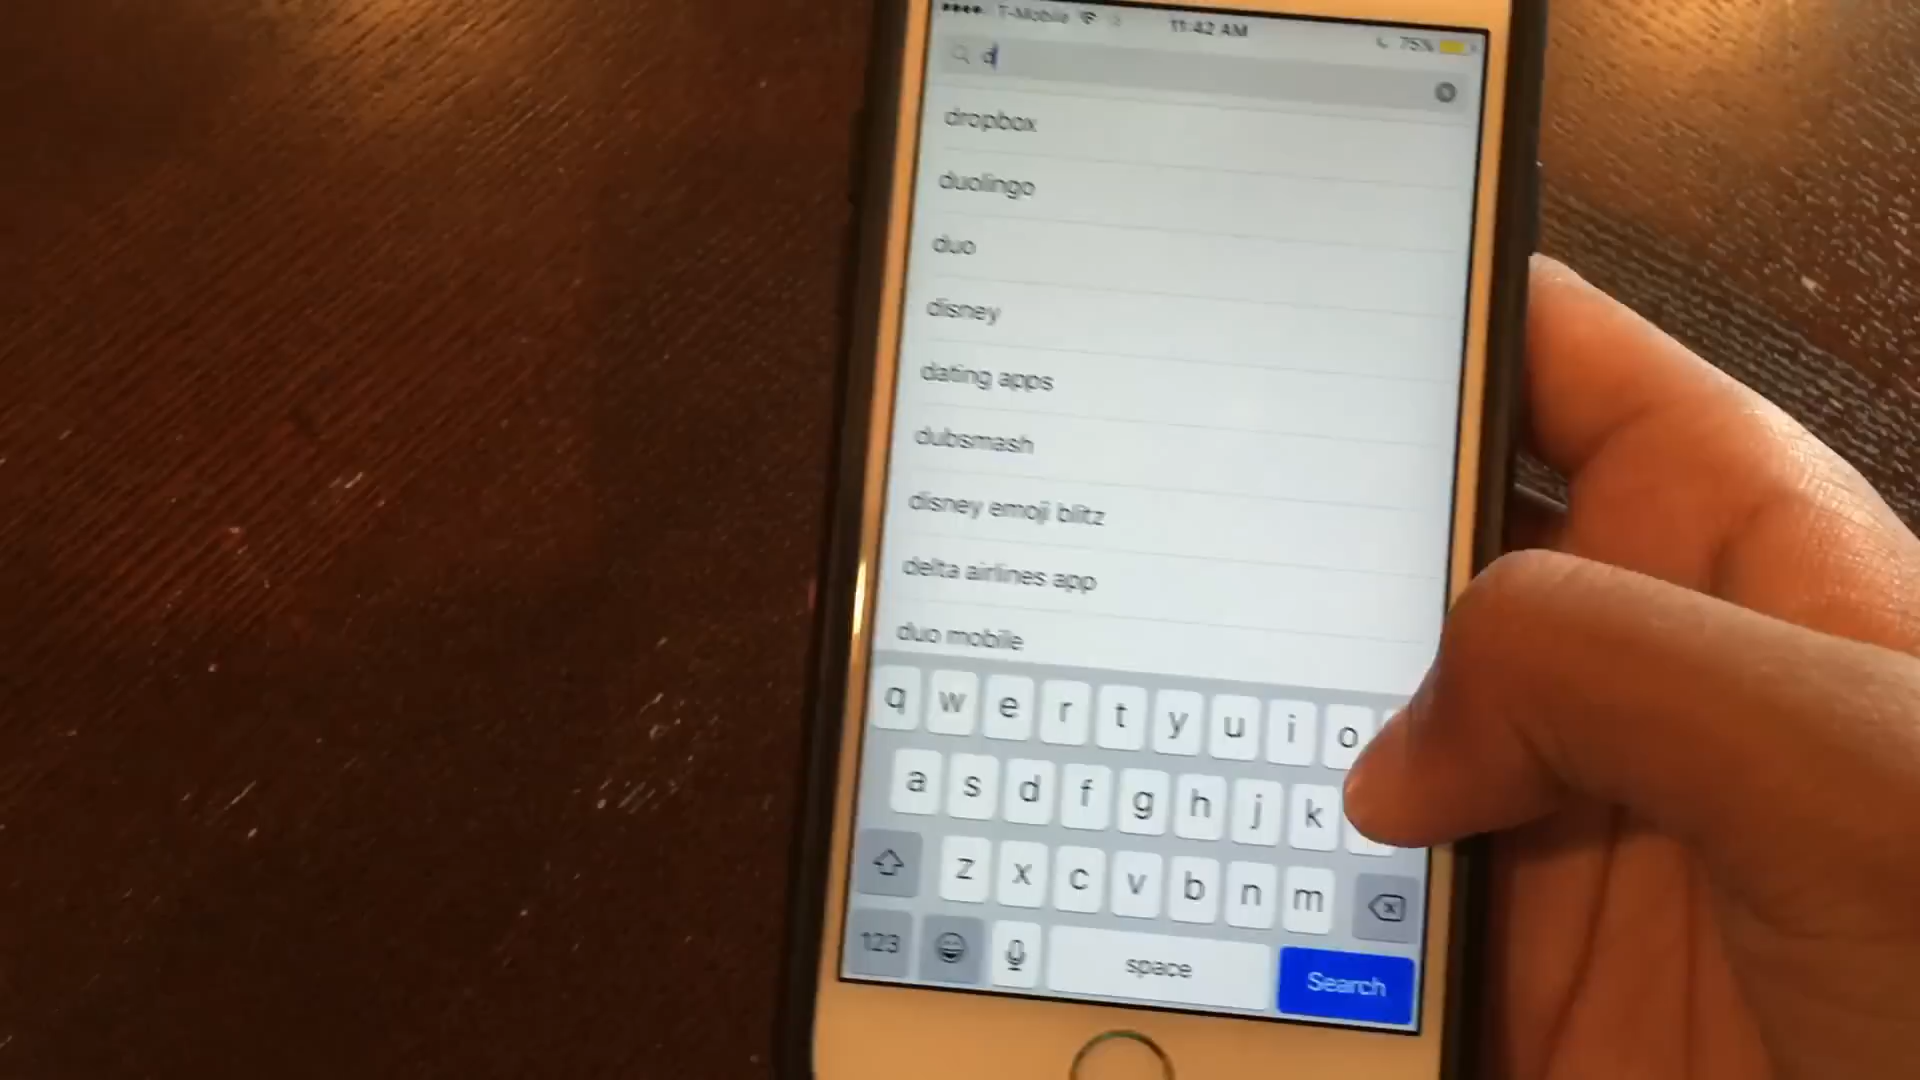 T-Mobile 11:42 AM 75%
d
dropbox
duolingo
duo
disney
dating apps
dubsmash
disney emoji blitz
delta airlines app
duo mobile
q w e r t y u i o
a s d f g h j k
z x c v b n m
123 space Search